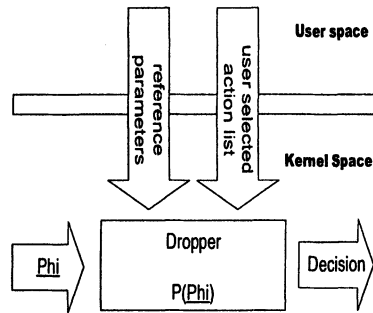 User space
reference
parameters
user selected
action list
Kernel Space
Phi
Dropper
P(Phi)
Decision